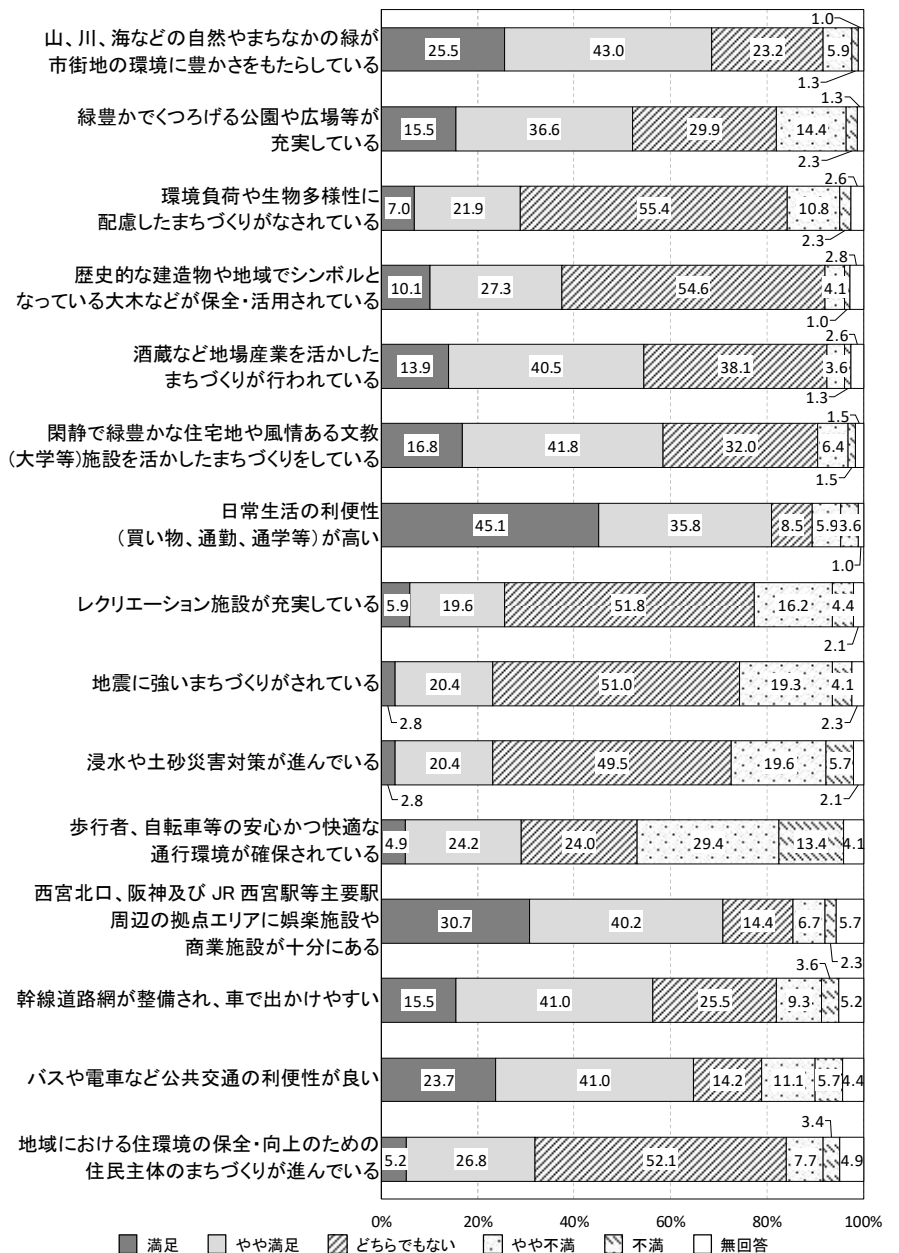 1.0
山、川、海などの自然やまちなかの緑が
市街地の環境に豊かさをもたらしている
25.5 43.0 23.2 5.9
1.3
1.3
緑豊かでくつろげる公園や広場等が
充実している
15.5 36.6 29.9 14.4
2.3
2.6
環境負荷や生物多様性に
配慮したまちづくりがなされている
7.0 21.9 55.4 10.8
2.3
2.8
歴史的な建造物や地域でシンボルと
なっている大木などが保全・活用されている
10.1 27.3 54.6 4.1
1.0
2.6
酒蔵など地場産業を活かした
まちづくりが行われている
13.9 40.5 38.1 3.6
1.3
1.5
閑静で緑豊かな住宅地や風情ある文教
(大学等)施設を活かしたまちづくりをしている
16.8 41.8 32.0 6.4
1.5
日常生活の利便性
(買い物、通勤、通学等)が高い
45.1 35.8 8.5 5.9 3.6
1.0
レクリエーション施設が充実している
5.9 19.6 51.8 16.2 4.4
2.1
地震に強いまちづくりがされている
20.4 51.0 19.3 4.1
2.8 2.3
浸水や土砂災害対策が進んでいる
20.4 49.5 19.6 5.7
2.8 2.1
歩行者、自転車等の安心かつ快適な
通行環境が確保されている
4.9 24.2 24.0 29.4 13.4 4.1
西宮北口、阪神及び JR 西宮駅等主要駅
周辺の拠点エリアに娯楽施設や
商業施設が十分にある
30.7 40.2 14.4 6.7 5.7
2.3
3.6
幹線道路網が整備され、車で出かけやすい
15.5 41.0 25.5 9.3 5.2
バスや電車など公共交通の利便性が良い
23.7 41.0 14.2 11.1 5.7 4.4
3.4
地域における住環境の保全・向上のための
住民主体のまちづくりが進んでいる
5.2 26.8 52.1 7.7 4.9
0% 20% 40% 60% 80% 100%
満足 やや満足 どちらでもない やや不満 不満 無回答